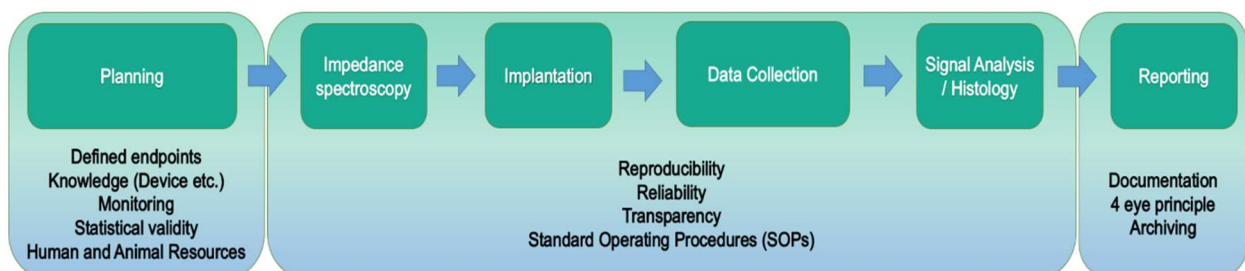 Planning
Impedance
spectroscopy
Implantation
Data Collection
Signal Analysis
/ Histology
Reporting
Defined endpoints
Knowledge (Device etc.)
Monitoring
Statistical validity
Human and Animal Resources
Reproducibility
Reliability
Transparency
Standard Operating Procedures (SOPs)
Documentation
4 eye principle
Archiving